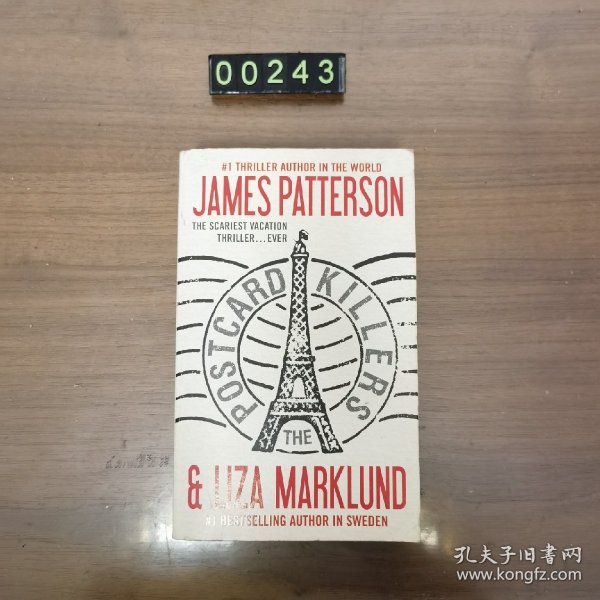 00243
#1 THRILLER AUTHOR IN THE WORLD
JAMES PATTERSON
THE SCARIEST VACATION
THRILLER...EVER
POSTCARD KILLERS
THE
& LIZA MARKLUND
#1 BESTSELLING AUTHOR IN SWEDEN
孔夫子旧书网
www.kongfz.com